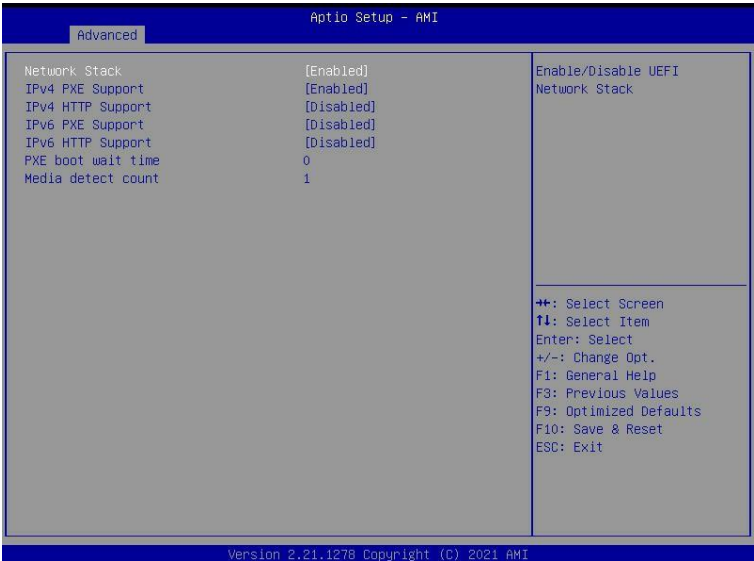 Aptio Setup – AMI
Advanced
Network Stack [Enabled]
IPv4 PXE Support [Enabled]
IPv4 HTTP Support [Disabled]
IPv6 PXE Support [Disabled]
IPv6 HTTP Support [Disabled]
PXE boot wait time 0
Media detect count 1
Enable/Disable UEFI
Network Stack
→←: Select Screen
↑↓: Select Item
Enter: Select
+/-: Change Opt.
F1: General Help
F3: Previous Values
F9: Optimized Defaults
F10: Save & Reset
ESC: Exit
Version 2.21.1278 Copyright (C) 2021 AMI